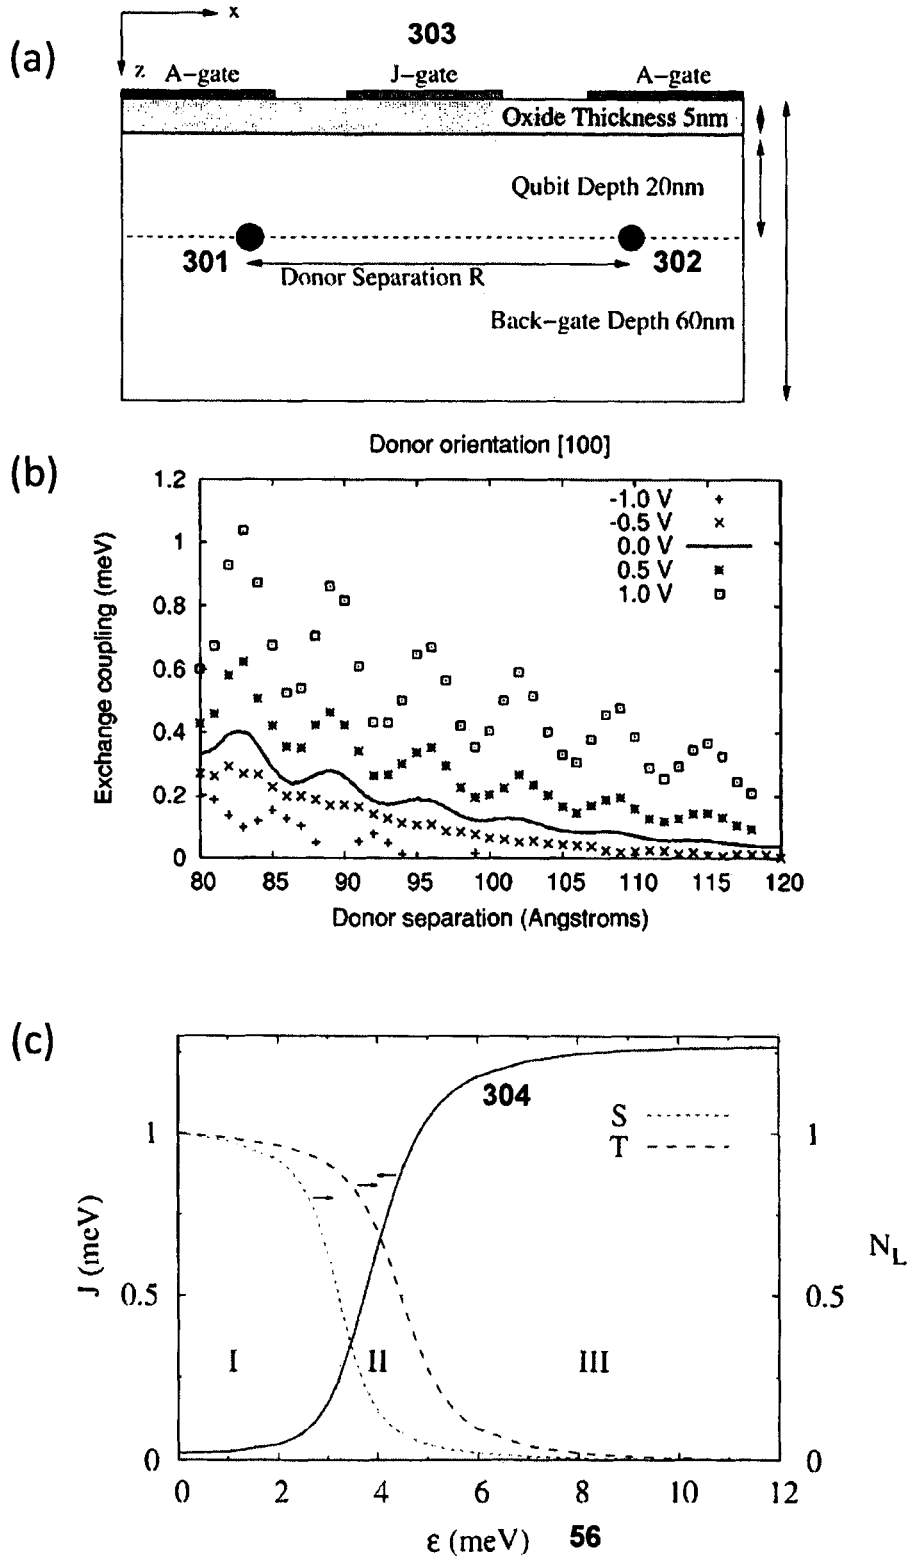 (a)
x
303
z
A-gate
J-gate
A-gate
Oxide Thickness 5nm
Qubit Depth 20nm
301
302
Donor Separation R
Back-gate Depth 60nm
(b)
Donor orientation [100]
1.2
1
0.8
0.6
0.4
0.2
0
Exchange coupling (meV)
-1.0 V
-0.5 V
0.0 V
0.5 V
1.0 V
80 85 90 95 100 105 110 115 120
Donor separation (Angstroms)
(c)
304
S
T
1
0.5
0
J (meV)
1
0.5
0
N_L
I
II
III
0 2 4 6 8 10 12
ε (meV)
56